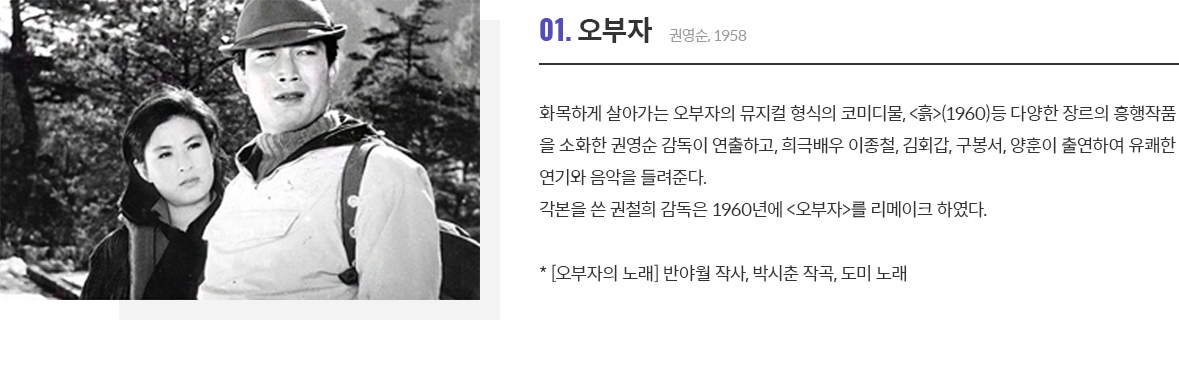 01. 오부자 권영순, 1958
화목하게 살아가는 오부자의 뮤지컬 형식의 코미디물, <흙>(1960)등 다양한 장르의 흥행작품
을 소화한 권영순 감독이 연출하고, 희극배우 이종철, 김희갑, 구봉서, 양훈이 출연하여 유쾌한
연기와 음악을 들려준다.
각본을 쓴 권철희 감독은 1960년에 <오부자>를 리메이크 하였다.
* [오부자의 노래] 반야월 작사, 박시춘 작곡, 도미 노래